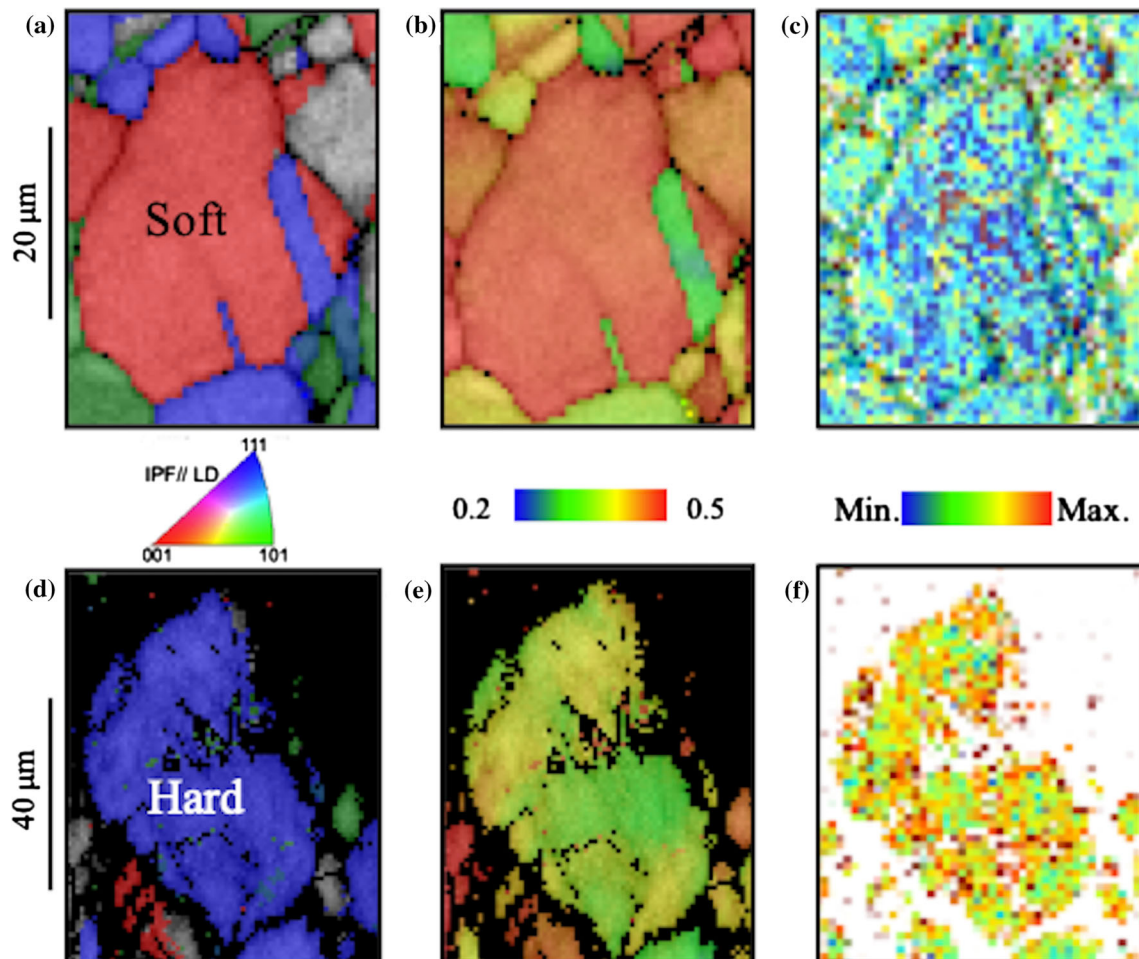 (a)
(b)
(c)
20 µm
Soft
IPF// LD
111
001
101
0.2
0.5
Min.
Max.
(d)
(e)
(f)
40 µm
Hard